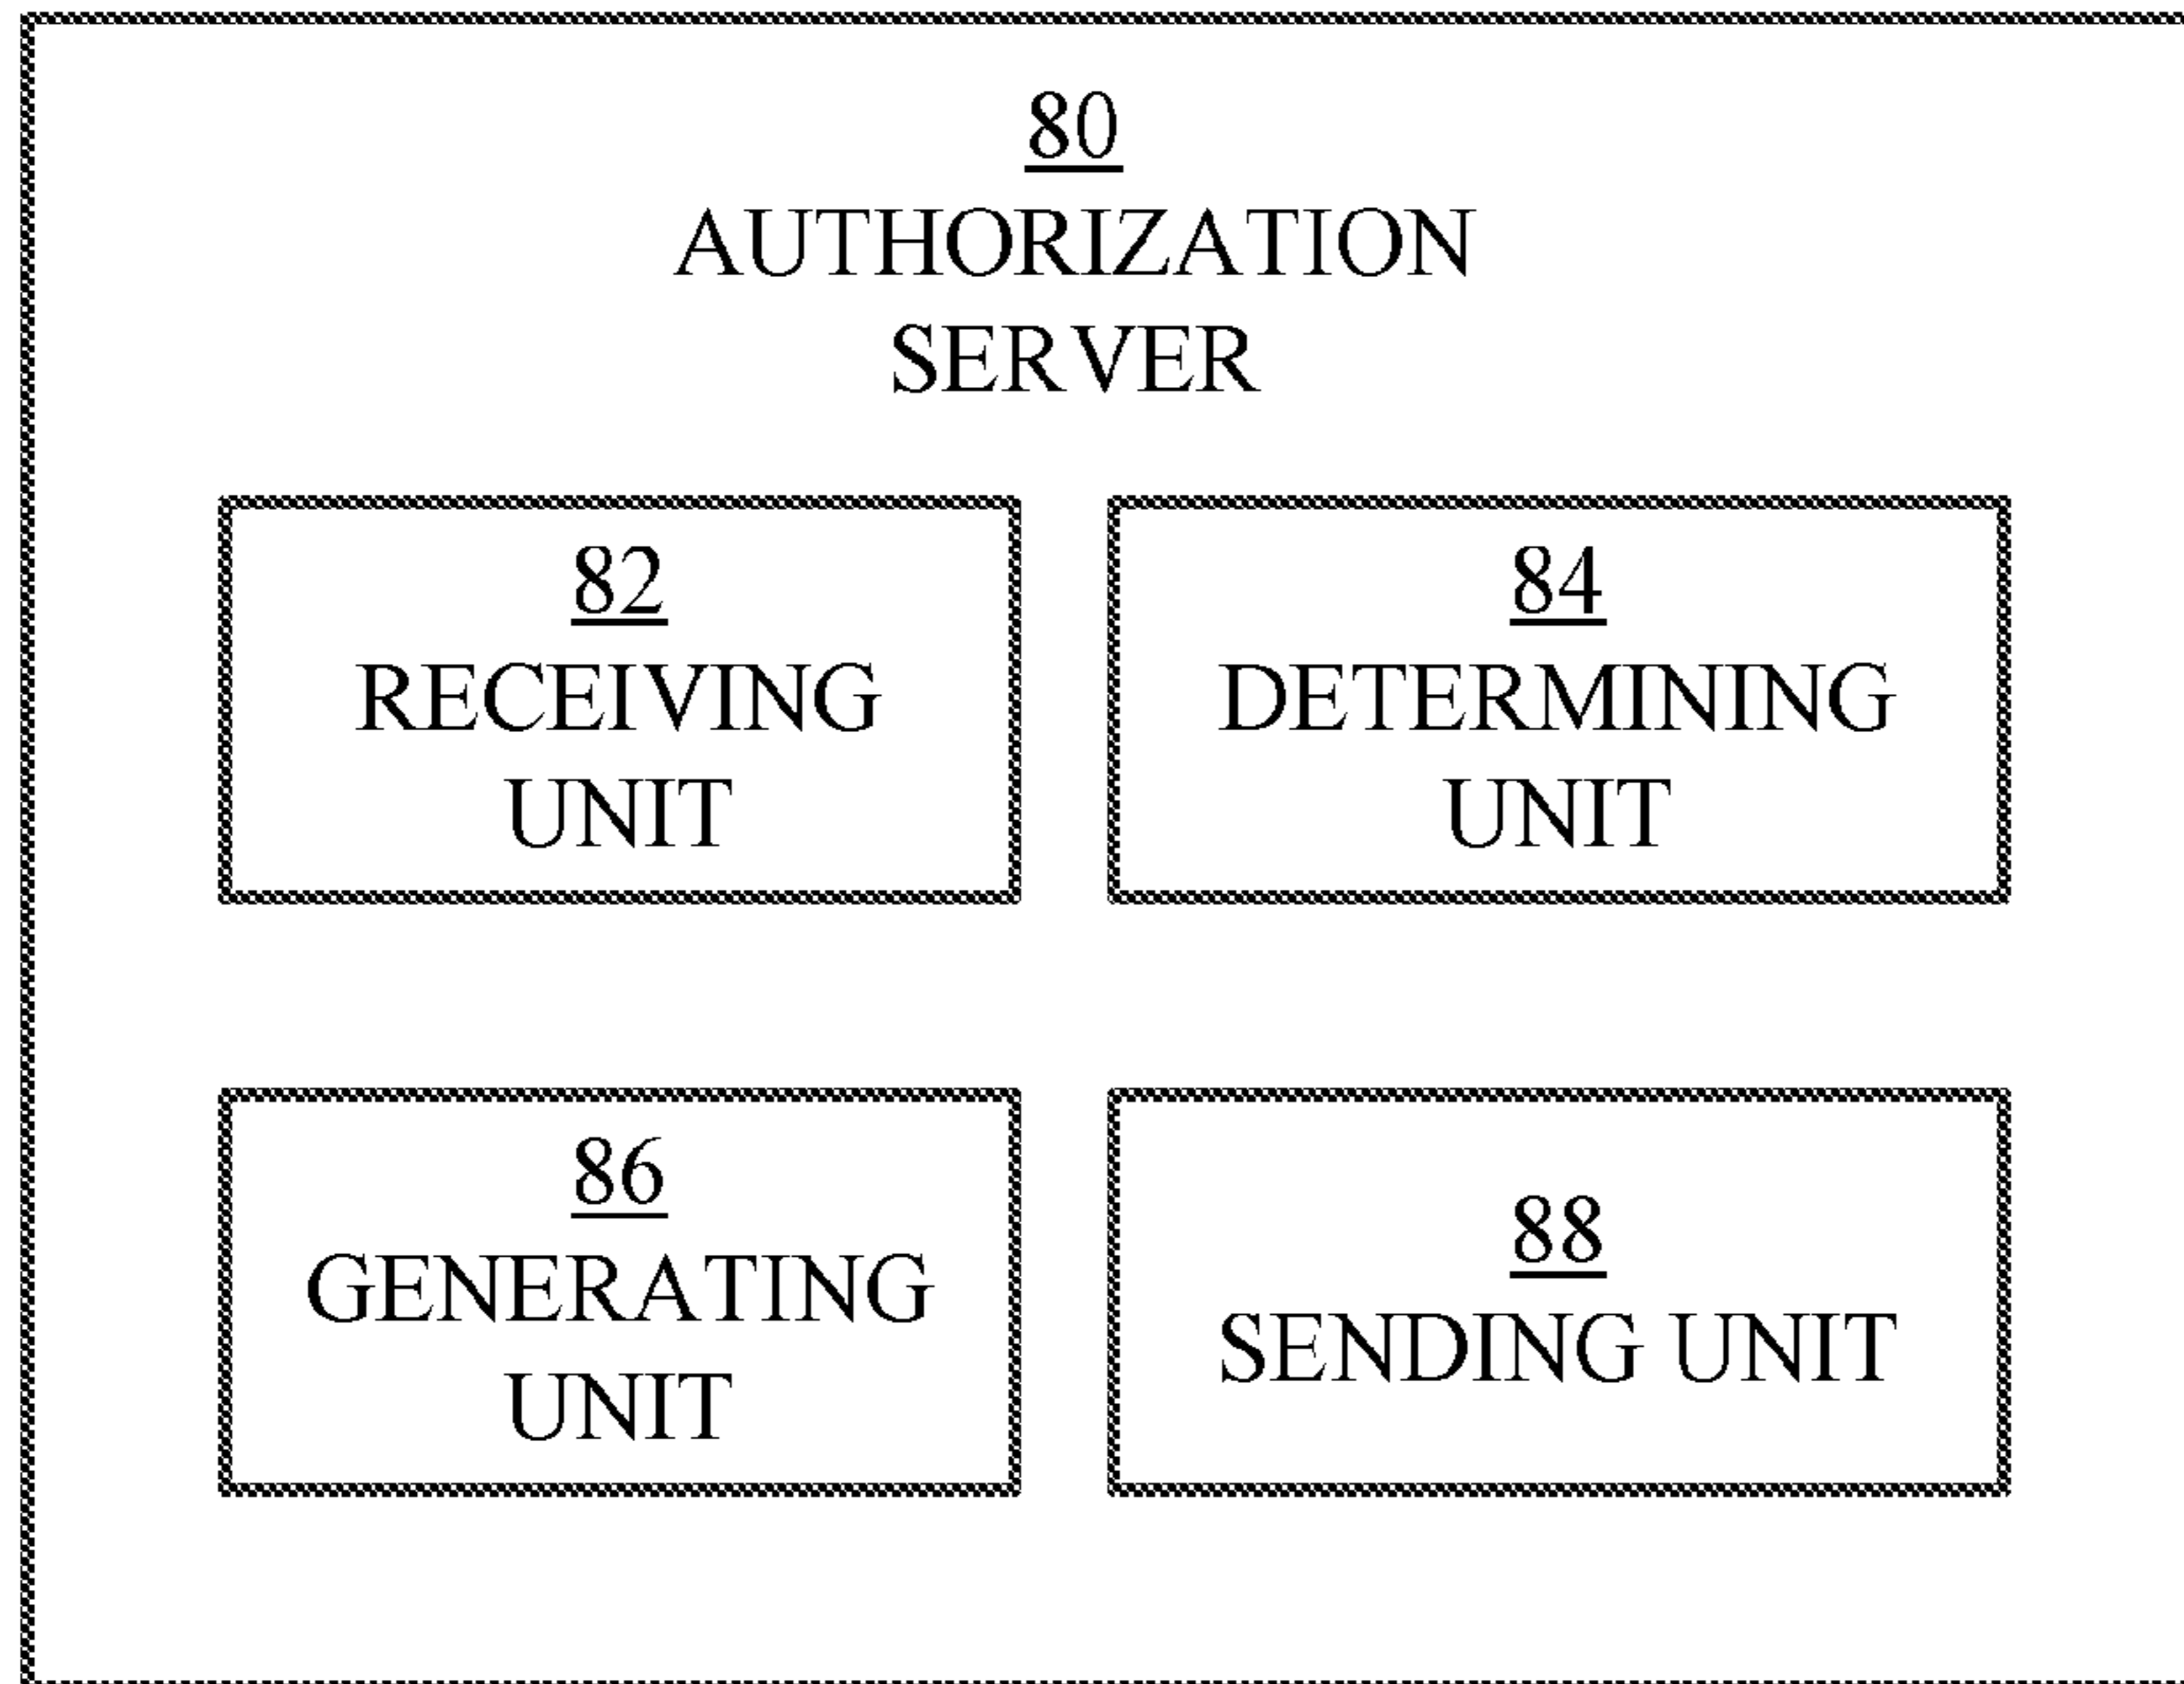 80
AUTHORIZATION
SERVER
82
RECEIVING
UNIT
84
DETERMINING
UNIT
86
GENERATING
UNIT
88
SENDING UNIT